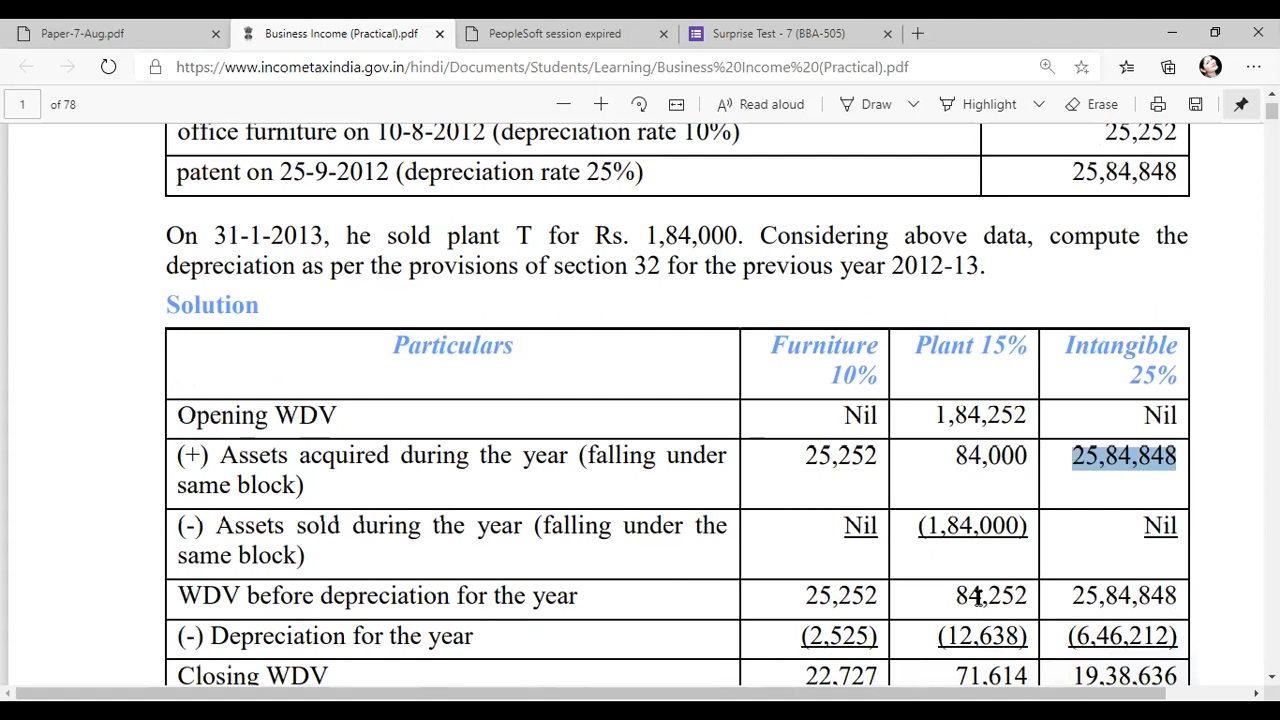 Paper-7-Aug.pdf
Business Income (Practical).pdf
PeopleSoft session expired
Surprise Test - 7 (BBA-505)
https://www.incometaxindia.gov.in/hindi/Documents/Students/Learning/Business%20Income%20(Practical).pdf
1 of 78
Read aloud
Draw
Highlight
Erase
office furniture on 10-8-2012 (depreciation rate 10%) 25,252
patent on 25-9-2012 (depreciation rate 25%) 25,84,848
On 31-1-2013, he sold plant T for Rs. 1,84,000. Considering above data, compute the
depreciation as per the provisions of section 32 for the previous year 2012-13.
Solution
Particulars Furniture Plant 15% Intangible
10% 25%
Opening WDV Nil 1,84,252 Nil
(+) Assets acquired during the year (falling under 25,252 84,000 25,84,848
same block)
(-) Assets sold during the year (falling under the Nil (1,84,000) Nil
same block)
WDV before depreciation for the year 25,252 84,252 25,84,848
(-) Depreciation for the year (2,525) (12,638) (6,46,212)
Closing WDV 22,727 71,614 19,38,636